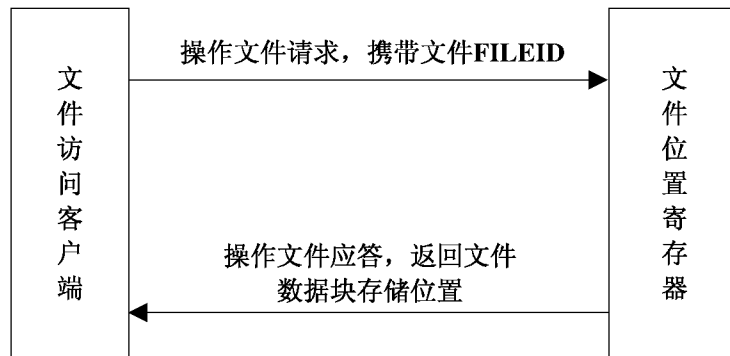 操作文件请求，携带文件FILEID
文件访问客户端
文件位置寄存器
操作文件应答，返回文件
数据块存储位置